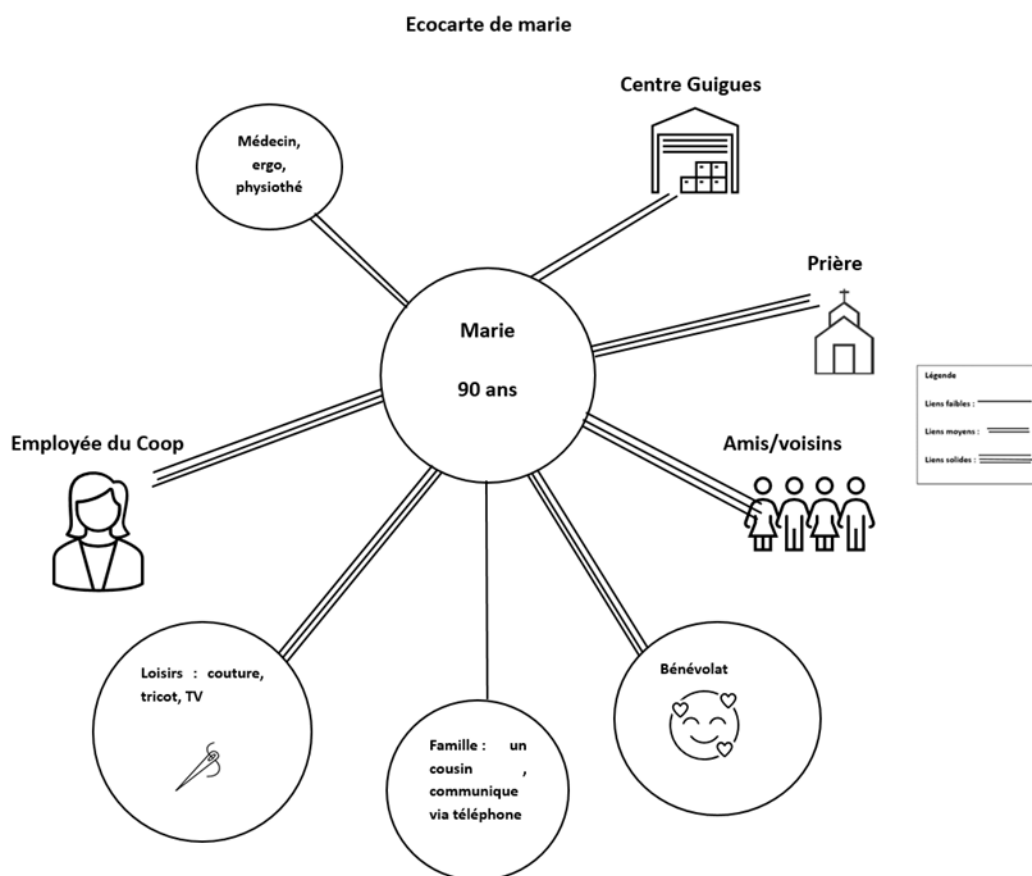 Ecocarte de marie
Centre Guigues
Médecin,
ergo,
physiothé
Prière
Marie
90 ans
Légende
Liens faibles :
Liens moyens :
Liens solides :
Employée du Coop
Amis/voisins
Loisirs : couture,
tricot, TV
Bénévolat
Famille : un
cousin ,
communique
via téléphone